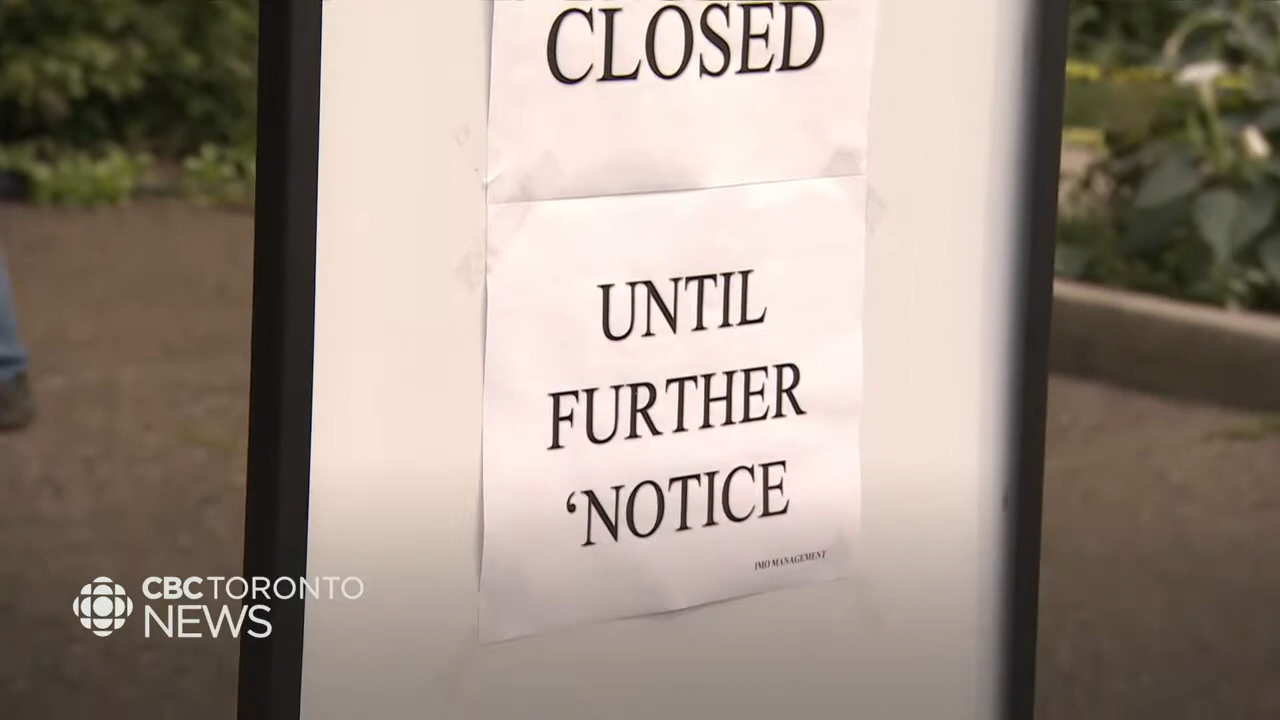 CLOSED
UNTIL
FURTHER
‘NOTICE
IMO MANAGEMENT
CBC TORONTO
NEWS